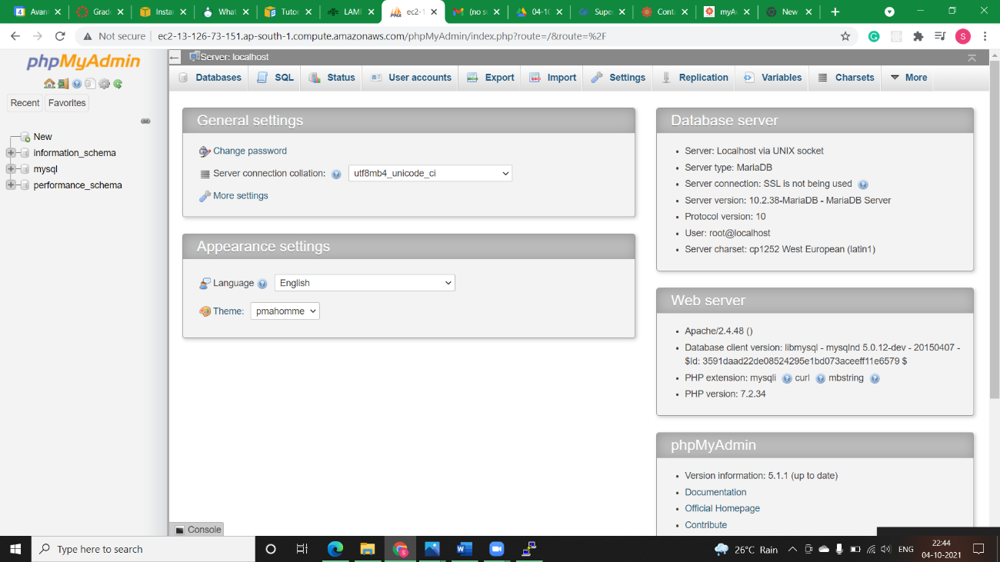 Avan
Grade
Instan
What
Tutor
LAMI
ec2-1
(no su
04-10
Supe
Conta
myAv
New
Not secure
ec2-13-126-73-151.ap-south-1.compute.amazonaws.com/phpMyAdmin/index.php?route=/&route=%2F
S
phpMyAdmin
Recent
Favorites
New
information_schema
mysql
performance_schema
Server: localhost
Databases
SQL
Status
User accounts
Export
Import
Settings
Replication
Variables
Charsets
More
General settings
Change password
Server connection collation:
utf8mb4_unicode_ci
More settings
Appearance settings
Language
English
Theme:
pmahomme
Database server
Server: Localhost via UNIX socket
Server type: MariaDB
Server connection: SSL is not being used
Server version: 10.2.38-MariaDB - MariaDB Server
Protocol version: 10
User: root@localhost
Server charset: cp1252 West European (latin1)
Web server
Apache/2.4.48 ()
Database client version: libmysql - mysqlnd 5.0.12-dev - 20150407 -
$Id: 3591daad22de08524295e1bd073aceeff11e6579 $
PHP extension: mysqli curl mbstring
PHP version: 7.2.34
phpMyAdmin
Version information: 5.1.1 (up to date)
Documentation
Official Homepage
Contribute
Console
Type here to search
26°C Rain
ENG
22:44
04-10-2021